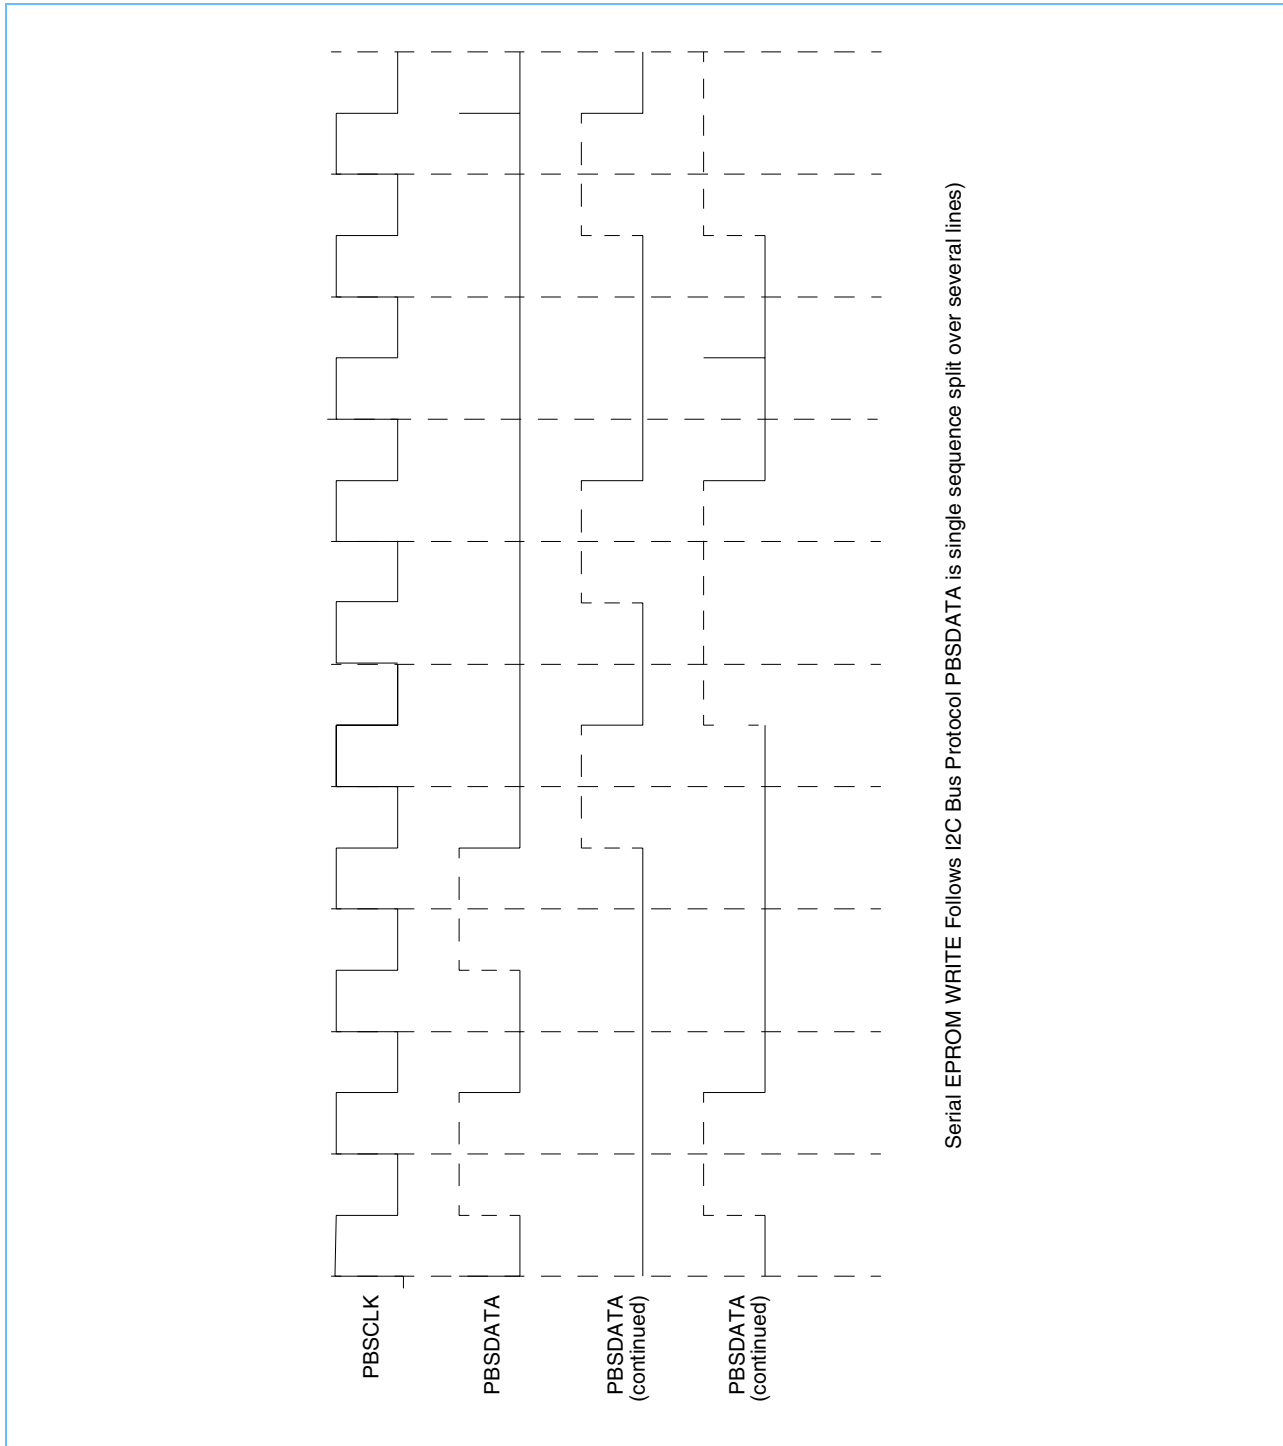 PBSCLK
PBSDATA
PBSDATA
(continued)
PBSDATA
(continued)
Serial EPROM WRITE Follows I2C Bus Protocol PBSDATA is single sequence split over several lines)